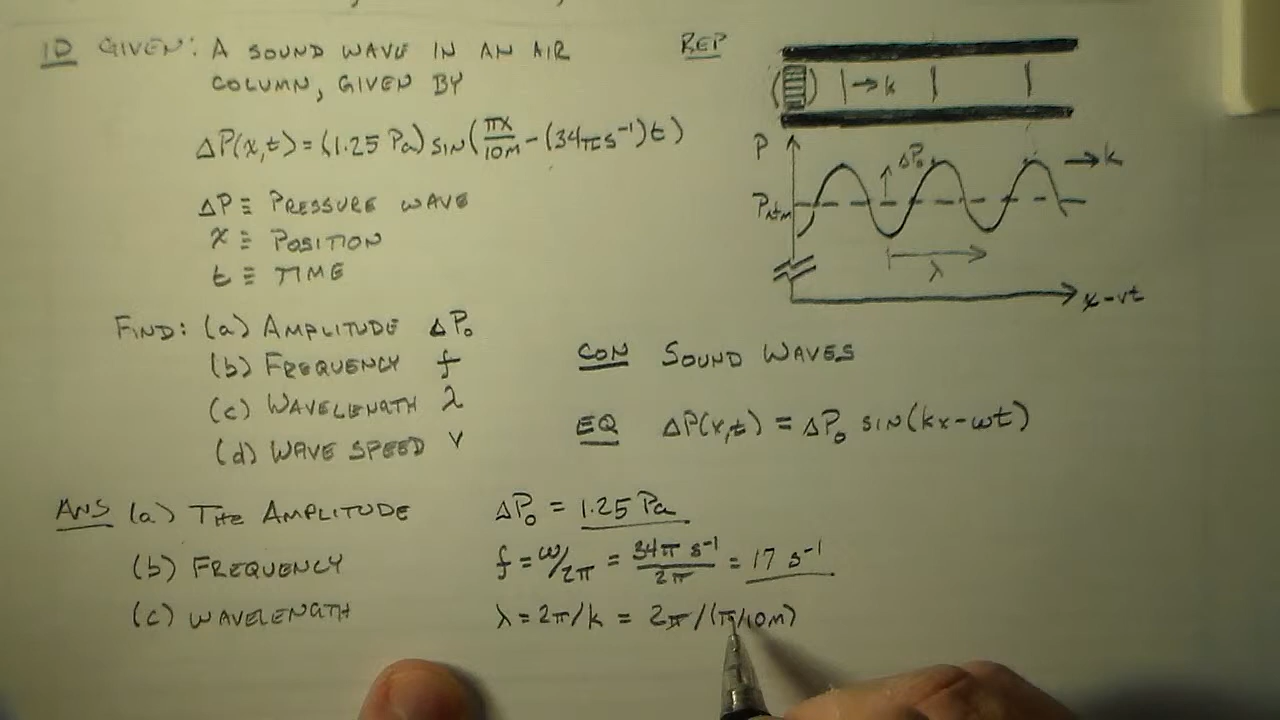 ID GIVEN: A SOUND WAVE IN AN AIR
COLUMN, GIVEN BY
ΔP(x,t) = (1.25 Pa) SIN(πx/10m - (34π s⁻¹)t)
ΔP ≡ PRESSURE WAVE
x ≡ POSITION
t ≡ TIME
FIND: (a) AMPLITUDE ΔP₀
(b) FREQUENCY f
(c) WAVELENGTH λ
(d) WAVE SPEED v
REP
→ k
P
ΔP₀
→ k
Patm
λ
x-vt
CON SOUND WAVES
EQ ΔP(x,t) = ΔP₀ SIN(kx-ωt)
ANS (a) THE AMPLITUDE ΔP₀ = 1.25 Pa
(b) FREQUENCY f = ω/2π = 34π s⁻¹/2π = 17 s⁻¹
(c) WAVELENGTH λ = 2π/k = 2π/(π/10m)